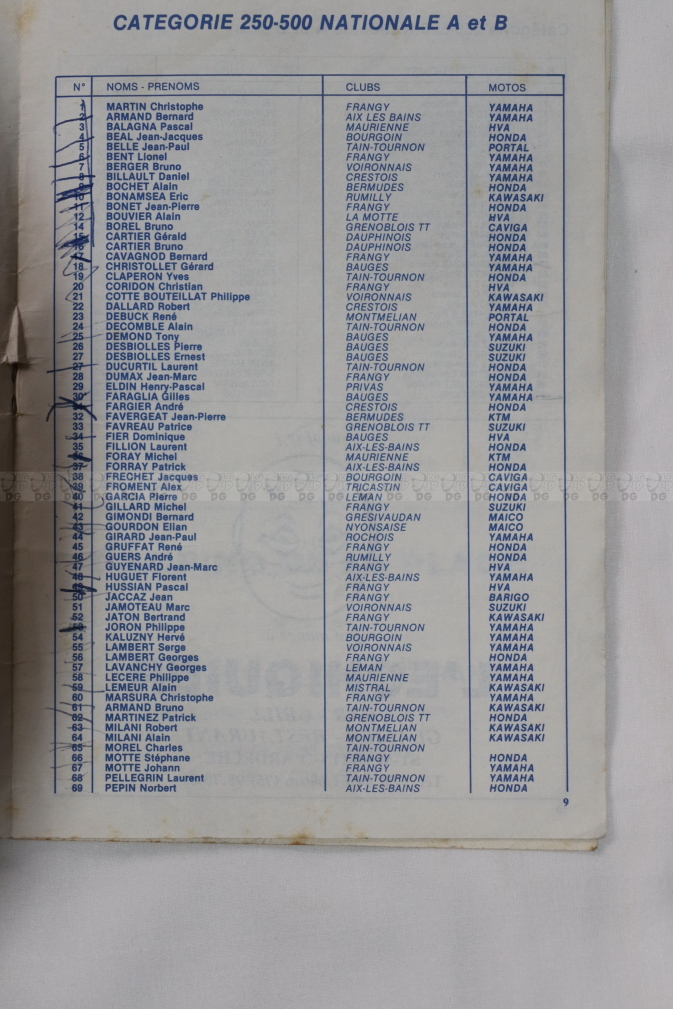 CATEGORIE 250-500 NATIONALE A et B
N° NOMS - PRENOMS CLUBS MOTOS
1 MARTIN Christophe FRANGY YAMAHA
2 ARMAND Bernard AIX LES BAINS YAMAHA
3 BALAGNA Pascal MAURIENNE HVA
4 BEAL Jean-Jacques BOURGOIN HONDA
5 BELLE Jean-Paul TAIN-TOURNON PORTAL
6 BENT Lionel FRANGY YAMAHA
7 BERGER Bruno VOIRONNAIS YAMAHA
8 BILLAULT Daniel CRESTOIS YAMAHA
9 BOCHET Alain BERMUDES HONDA
10 BONAMSEA Eric RUMILLY KAWASAKI
11 BONET Jean-Pierre FRANGY HONDA
12 BOUVIER Alain LA MOTTE HVA
14 BOREL Bruno GRENOBLOIS TT CAVIGA
15 CARTIER Gérald DAUPHINOIS HONDA
16 CARTIER Bruno DAUPHINOIS HONDA
17 CAVAGNOD Bernard FRANGY YAMAHA
18 CHRISTOLLET Gérard BAUGES YAMAHA
19 CLAPERON Yves TAIN-TOURNON HONDA
20 CORIDON Christian FRANGY HVA
21 COTTE BOUTEILLAT Philippe VOIRONNAIS KAWASAKI
22 DALLARD Robert CRESTOIS YAMAHA
23 DEBUCK René MONTMELIAN PORTAL
24 DECOMBLE Alain TAIN-TOURNON HONDA
25 DEMOND Tony BAUGES YAMAHA
26 DESBIOLLES Pierre BAUGES SUZUKI
27 DESBIOLLES Ernest BAUGES SUZUKI
27 DUCURTIL Laurent TAIN-TOURNON HONDA
28 DUMAX Jean-Marc FRANGY HONDA
29 ELDIN Henry-Pascal PRIVAS YAMAHA
30 FARAGLIA Gilles BAUGES YAMAHA
31 FARGIER André CRESTOIS HONDA
32 FAVERGEAT Jean-Pierre BERMUDES KTM
33 FAVREAU Patrice GRENOBLOIS TT SUZUKI
34 FIER Dominique BAUGES HVA
35 FILLION Laurent AIX-LES-BAINS HONDA
36 FORAY Michel MAURIENNE KTM
37 FORRAY Patrick AIX-LES-BAINS HONDA
38 FRECHET Jacques BOURGOIN CAVIGA
39 FROMENT Alex TRICASTIN CAVIGA
40 GARCIA Pierre LEMAN HONDA
41 GILLARD Michel FRANGY SUZUKI
42 GIMONDI Bernard GRESIVAUDAN MAICO
43 GOURDON Elian NYONSAISE MAICO
44 GIRARD Jean-Paul ROCHOIS YAMAHA
45 GRUFFAT René FRANGY HONDA
46 GUERS André RUMILLY HONDA
47 GUYENARD Jean-Marc FRANGY HVA
48 HUGUET Florent AIX-LES-BAINS YAMAHA
49 HUSSIAN Pascal FRANGY HVA
50 JACCAZ Jean FRANGY BARIGO
51 JAMOTEAU Marc VOIRONNAIS SUZUKI
52 JATON Bertrand FRANGY KAWASAKI
53 JORON Philippe TAIN-TOURNON YAMAHA
54 KALUZNY Hervé BOURGOIN YAMAHA
55 LAMBERT Serge VOIRONNAIS YAMAHA
56 LAMBERT Georges FRANGY HONDA
57 LAVANCHY Georges LEMAN YAMAHA
58 LECERE Philippe MAURIENNE YAMAHA
59 LEMEUR Alain MISTRAL KAWASAKI
60 MARSURA Christophe FRANGY YAMAHA
61 ARMAND Bruno TAIN-TOURNON KAWASAKI
62 MARTINEZ Patrick GRENOBLOIS TT HONDA
63 MILANI Robert MONTMELIAN KAWASAKI
64 MILANI Alain MONTMELIAN KAWASAKI
65 MOREL Charles TAIN-TOURNON
66 MOTTE Stéphane FRANGY HONDA
67 MOTTE Johann FRANGY YAMAHA
68 PELLEGRIN Laurent TAIN-TOURNON YAMAHA
69 PEPIN Norbert AIX-LES-BAINS HONDA
9